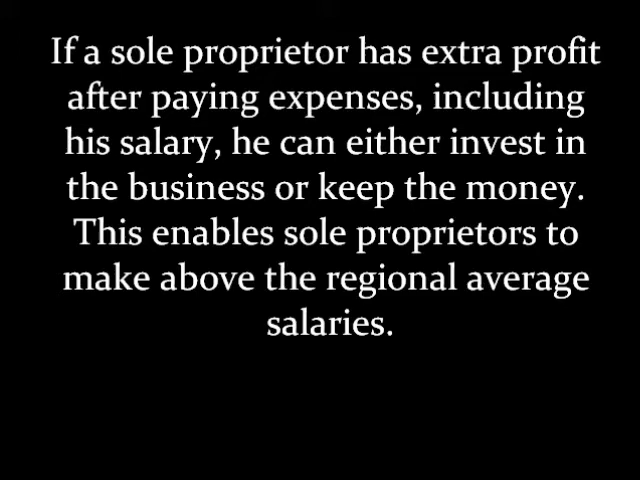 If a sole proprietor has extra profit
after paying expenses, including
his salary, he can either invest in
the business or keep the money.
This enables sole proprietors to
make above the regional average
salaries.